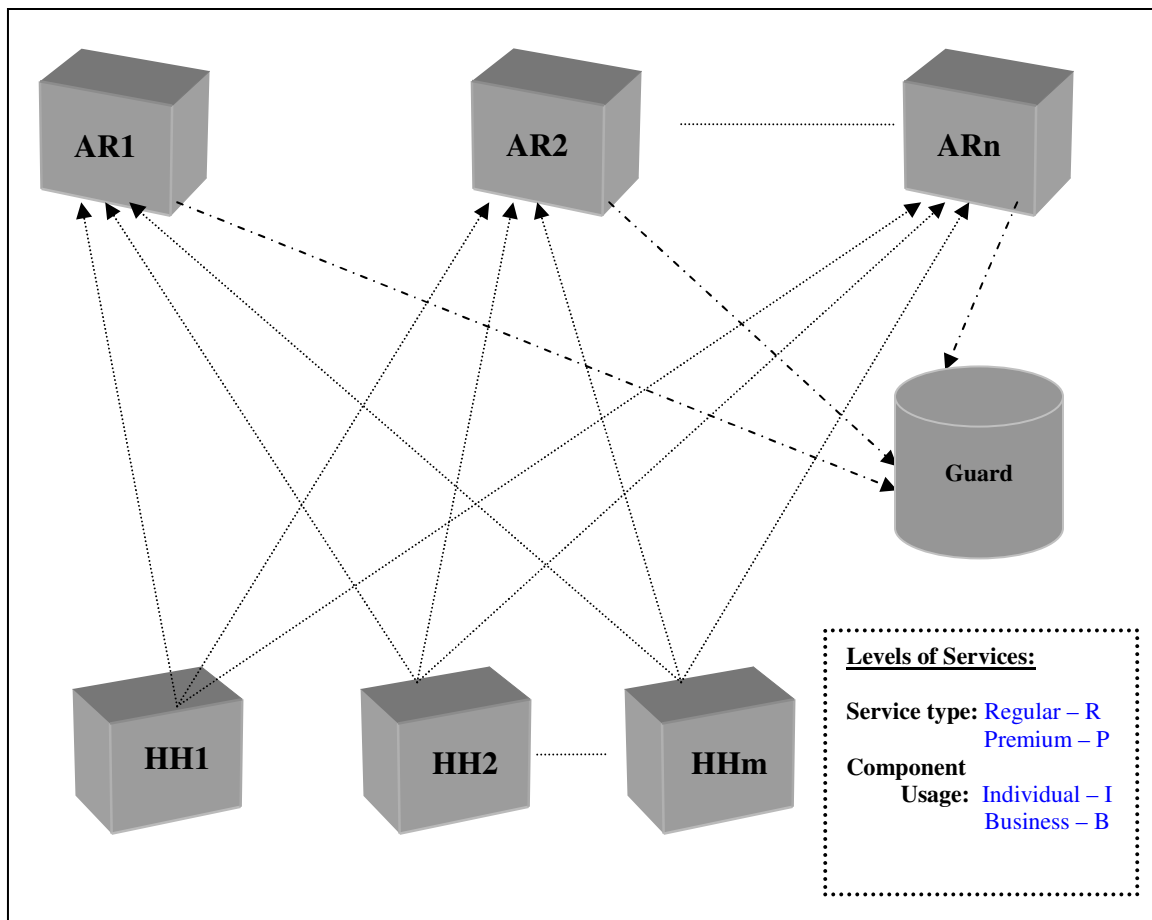 AR1
AR2
ARn
Guard
HH1
HH2
HHm
Levels of Services:
Service type: Regular – R
Premium – P
Component
Usage: Individual – I
Business – B